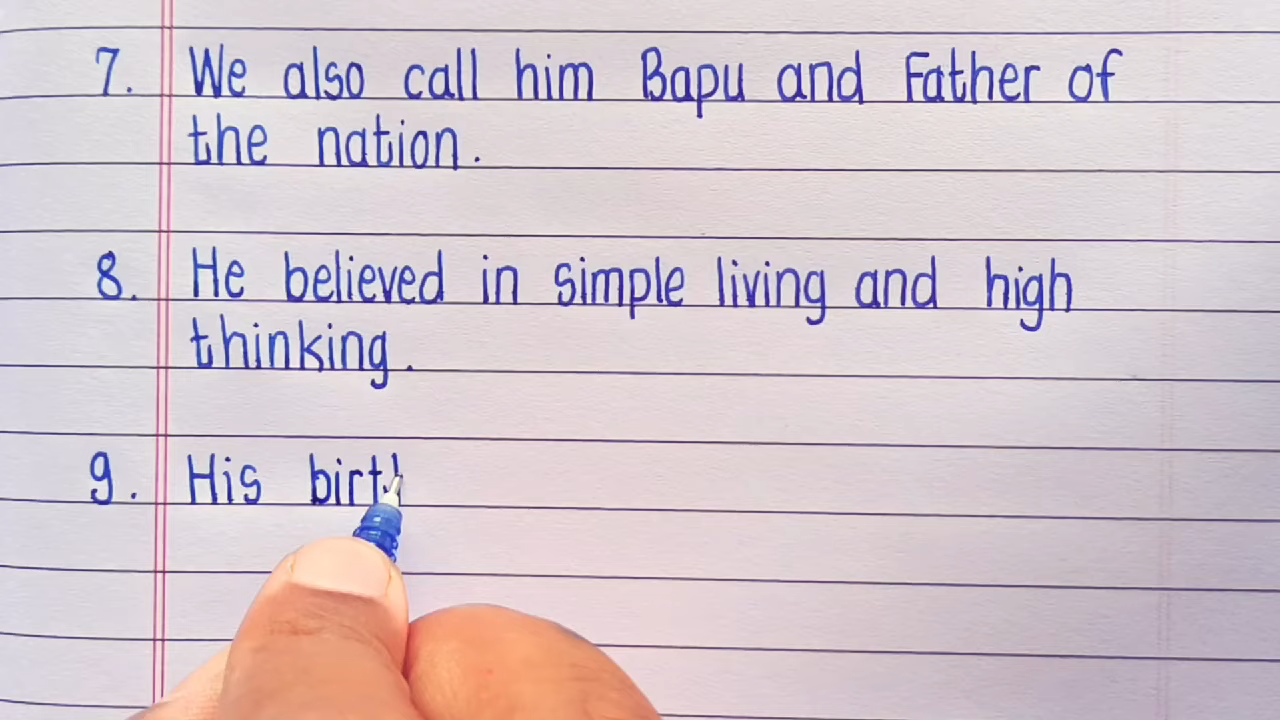 7. We also call him Bapu and Father of
the nation.
8. He believed in simple living and high
thinking.
9. His birth